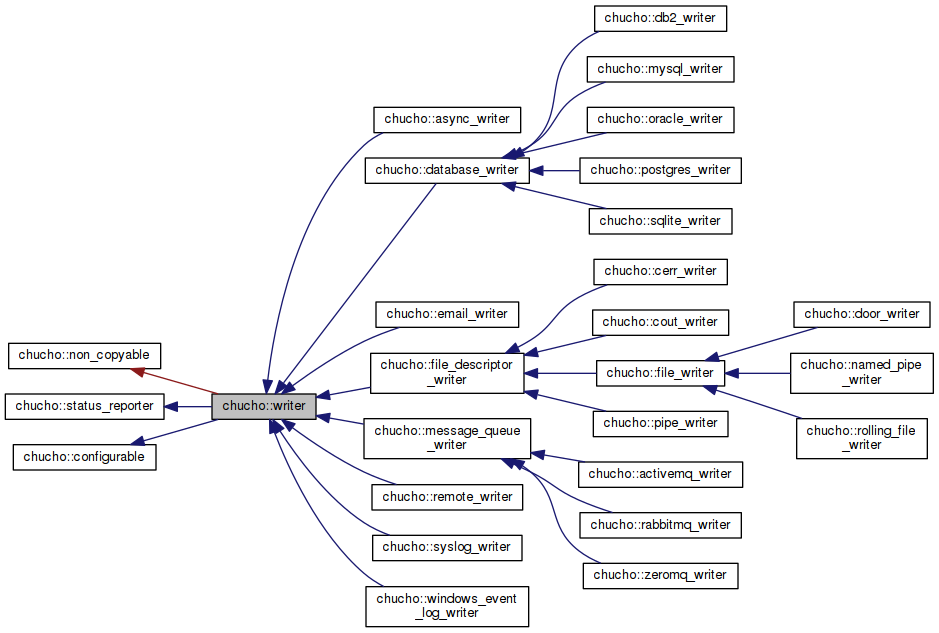 chucho::db2_writer
chucho::mysql_writer
chucho::async_writer
chucho::oracle_writer
chucho::database_writer
chucho::postgres_writer
chucho::sqlite_writer
chucho::cerr_writer
chucho::email_writer
chucho::cout_writer
chucho::door_writer
chucho::non_copyable
chucho::file_descriptor
_writer
chucho::file_writer
chucho::named_pipe
_writer
chucho::status_reporter
chucho::writer
chucho::pipe_writer
chucho::rolling_file
_writer
chucho::message_queue
_writer
chucho::configurable
chucho::activemq_writer
chucho::remote_writer
chucho::rabbitmq_writer
chucho::syslog_writer
chucho::zeromq_writer
chucho::windows_event
_log_writer